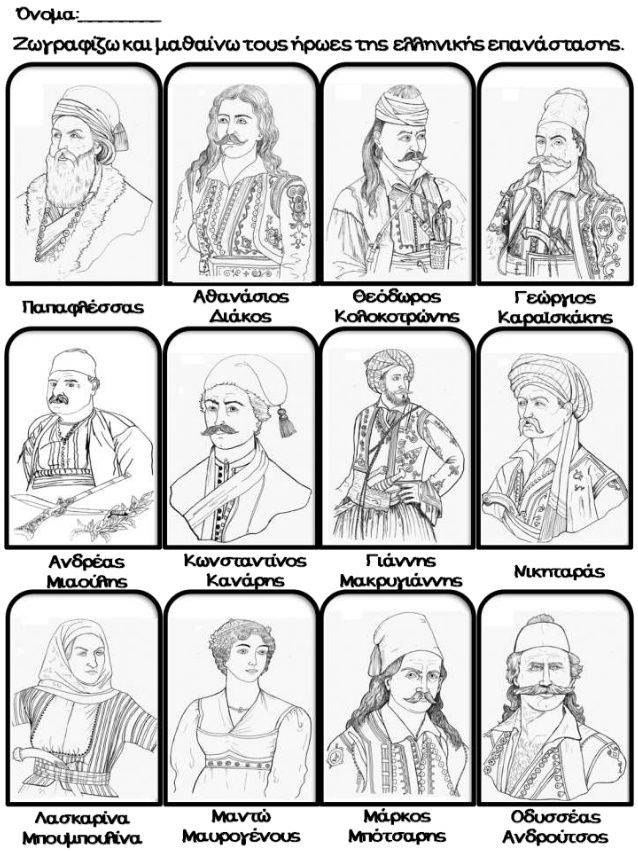 Όνομα:_________
Ζωγραφίζω και μαθαίνω τους ήρωες της ελληνικής επανάστασης.
Παπαφλέσσας
Αθανάσιος
Διάκος
Θεόδωρος
Κολοκοτρώνης
Γεώργιος
Καραϊσκάκης
Ανδρέας
Μιαούλης
Κωνσταντίνος
Κανάρης
Γιάννης
Μακρυγιάννης
Νικηταράς
Λασκαρίνα
Μπουμπουλίνα
Μαντώ
Μαυρογένους
Μάρκος
Μπότσαρης
Οδυσσέας
Ανδρούτσος